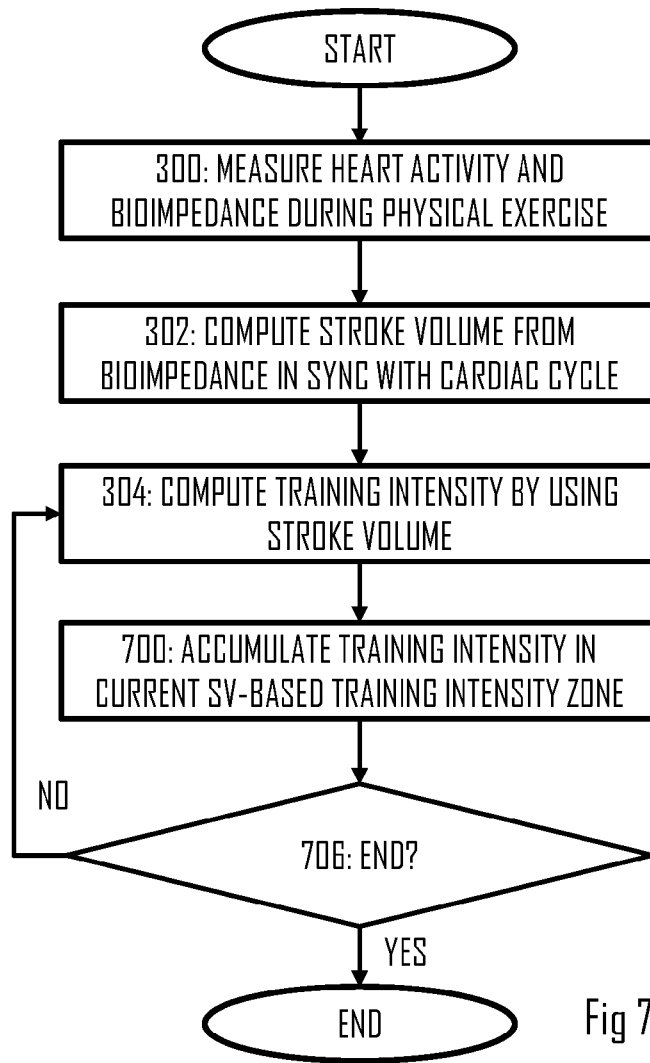 START
300: MEASURE HEART ACTIVITY AND
BIOIMPEDANCE DURING PHYSICAL EXERCISE
302: COMPUTE STROKE VOLUME FROM
BIOIMPEDANCE IN SYNC WITH CARDIAC CYCLE
304: COMPUTE TRAINING INTENSITY BY USING
STROKE VOLUME
700: ACCUMULATE TRAINING INTENSITY IN
CURRENT SV-BASED TRAINING INTENSITY ZONE
NO
706: END?
YES
END
Fig 7